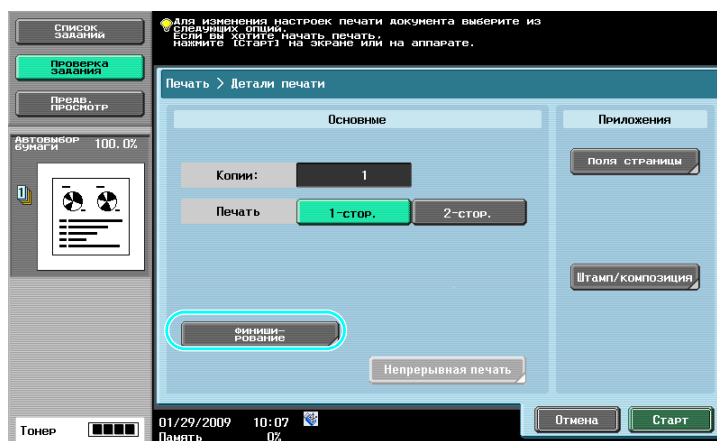 Список
заданий
Для изменения настроек печати документа выберите из
следующих опций.
Если вы хотите начать печать,
нажмите [Старт] на экране или на аппарате.
Проверка
задания
Предв.
просмотр
Печать > Детали печати
Основные
Приложения
Автовыбор
бумаги
100.0%
Копии:
1
Поля страницы
Печать
1-стор.
2-стор.
Штамп/композиция
Финиши-
рование
Непрерывная печать
Тонер
01/29/2009 10:07
Память 0%
Отмена
Старт